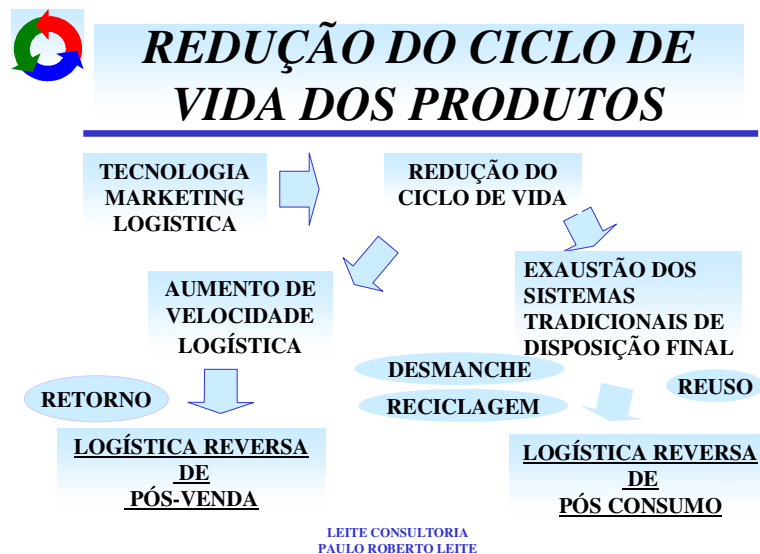 REDUÇÃO DO CICLO DE
VIDA DOS PRODUTOS
TECNOLOGIA
MARKETING
LOGISTICA
REDUÇÃO DO
CICLO DE VIDA
AUMENTO DE
VELOCIDADE
LOGÍSTICA
EXAUSTÃO DOS
SISTEMAS
TRADICIONAIS DE
DISPOSIÇÃO FINAL
RETORNO
DESMANCHE
RECICLAGEM
REUSO
LOGÍSTICA REVERSA
DE
PÓS-VENDA
LOGÍSTICA REVERSA
DE
PÓS CONSUMO
LEITE CONSULTORIA
PAULO ROBERTO LEITE